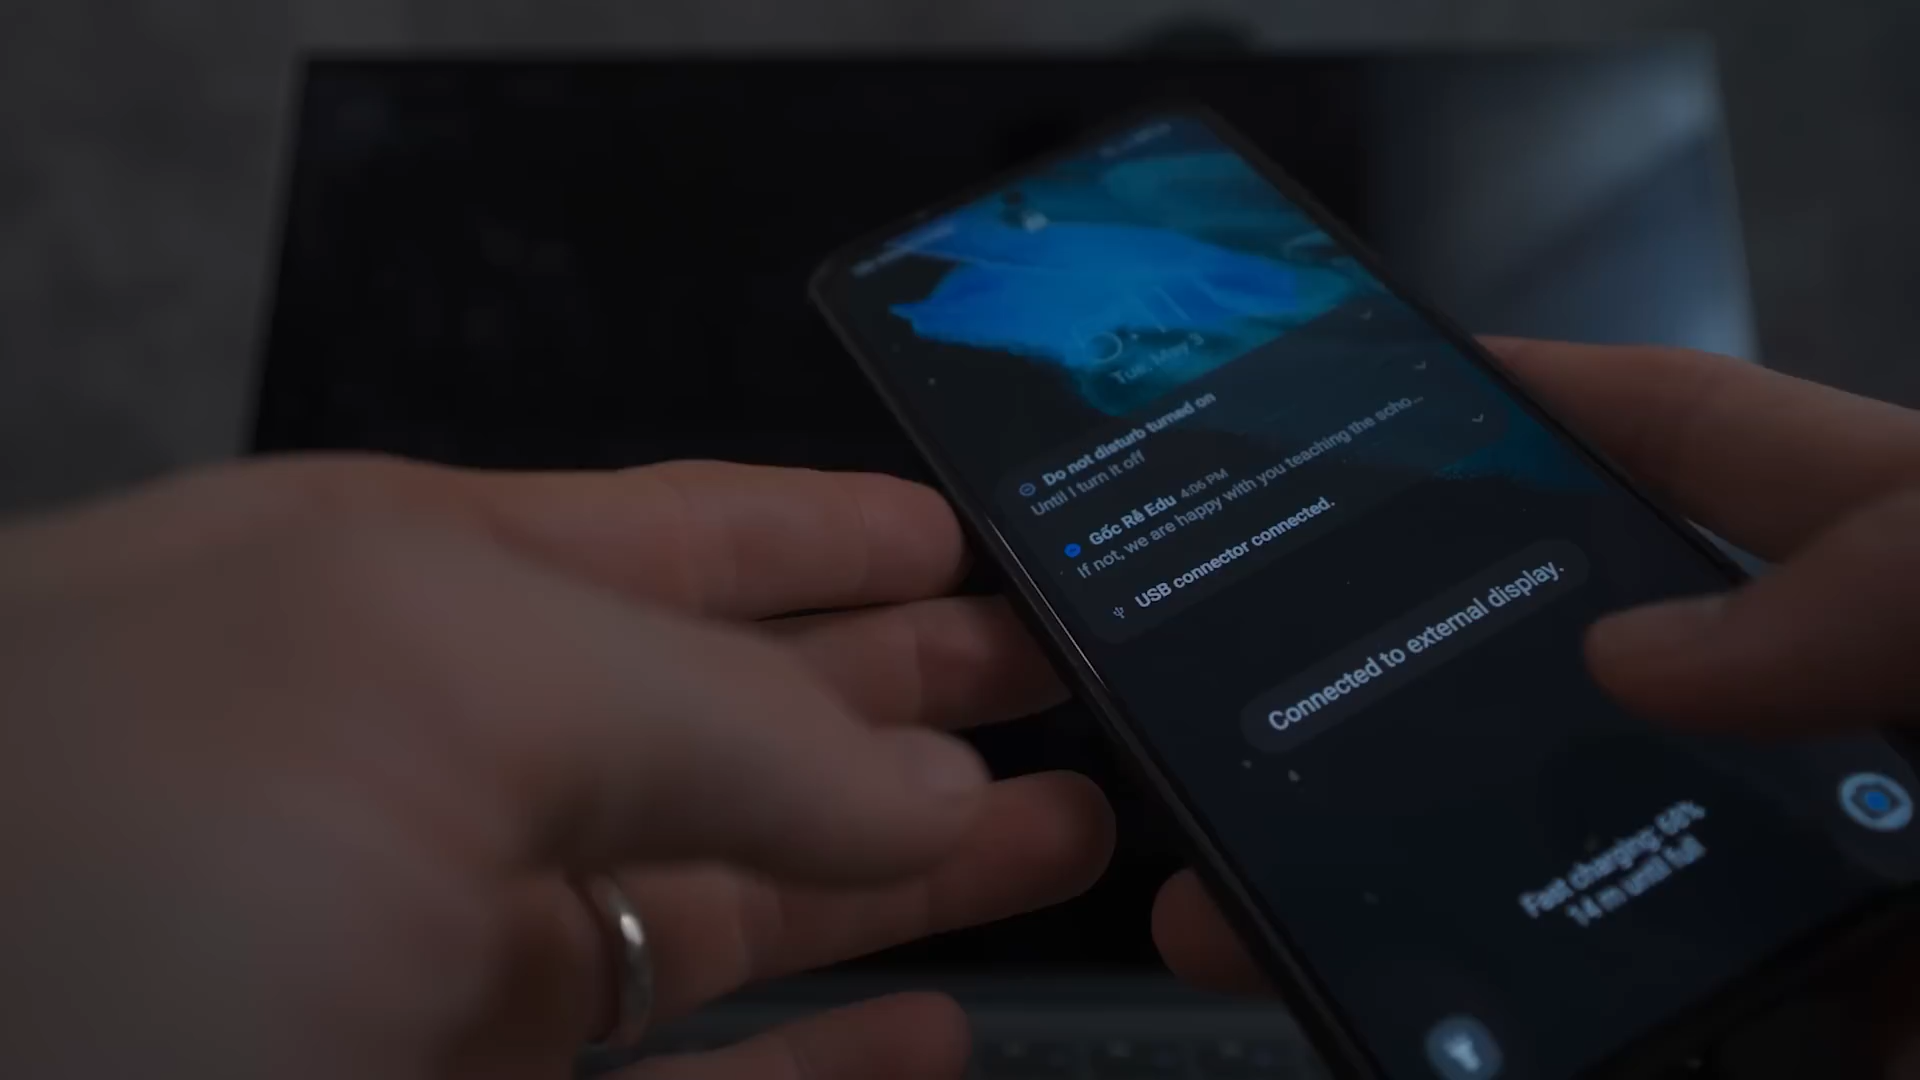 Tue, May 3
Do not disturb turned on
Until I turn it off
Gốc Rễ Edu 4:06 PM
If not, we are happy with you teaching the scho...
USB connector connected.
Connected to external display.
Fast charging: 68%
14 m until full